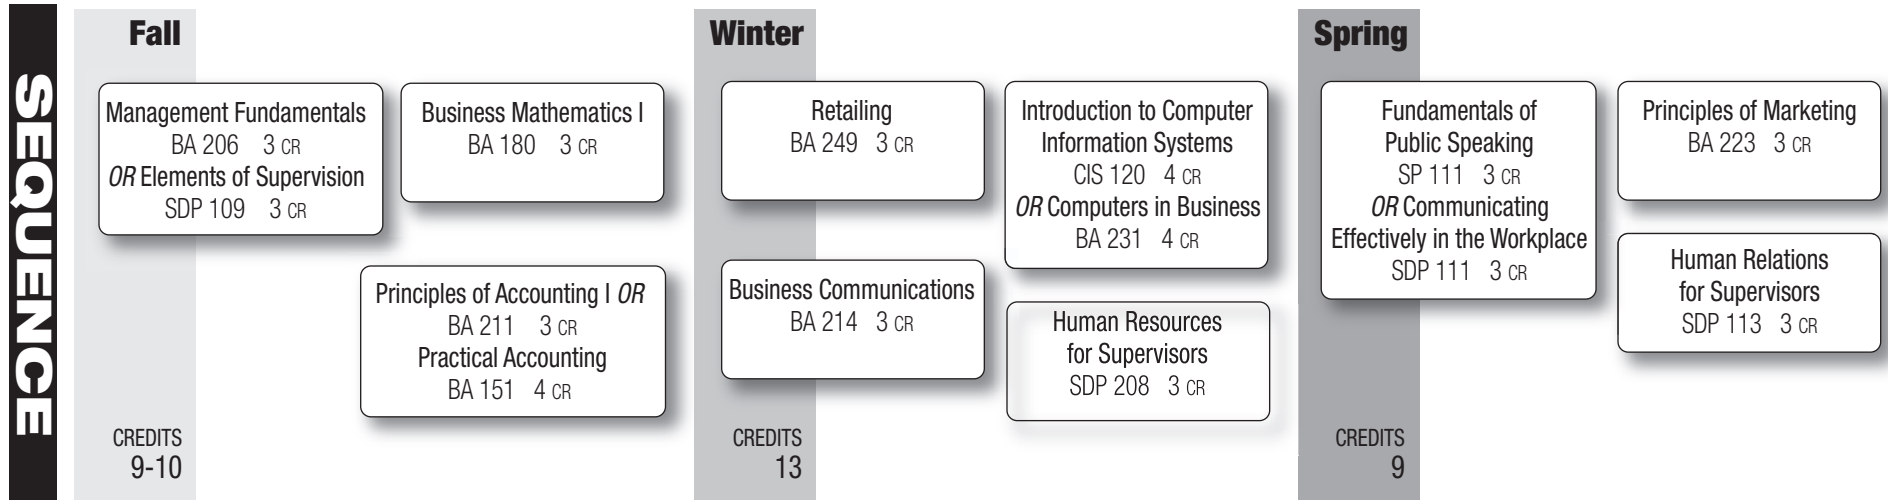 SEQUENCE
Fall
Management Fundamentals
BA 206 3 CR
OR Elements of Supervision
SDP 109 3 CR
Business Mathematics I
BA 180 3 CR
Principles of Accounting I OR
BA 211 3 CR
Practical Accounting
BA 151 4 CR
CREDITS
9-10
Winter
Retailing
BA 249 3 CR
Introduction to Computer
Information Systems
CIS 120 4 CR
OR Computers in Business
BA 231 4 CR
Business Communications
BA 214 3 CR
Human Resources
for Supervisors
SDP 208 3 CR
CREDITS
13
Spring
Fundamentals of
Public Speaking
SP 111 3 CR
OR Communicating
Effectively in the Workplace
SDP 111 3 CR
Principles of Marketing
BA 223 3 CR
Human Relations
for Supervisors
SDP 113 3 CR
CREDITS
9